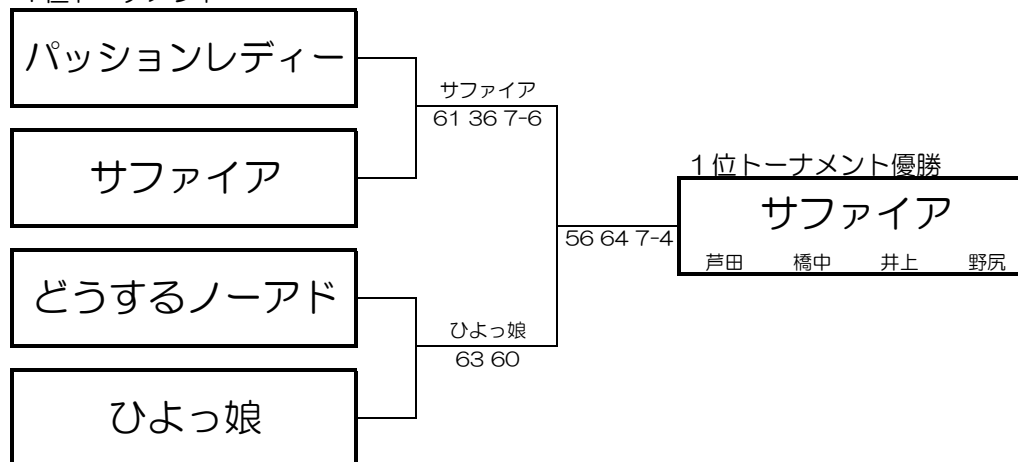 パッションレディー
サファイア
61 36 7-6
サファイア
1位トーナメント優勝
サファイア
56 64 7-4
芦田 橋中 井上 野尻
どうするノーアド
ひよっ娘
63 60
ひよっ娘